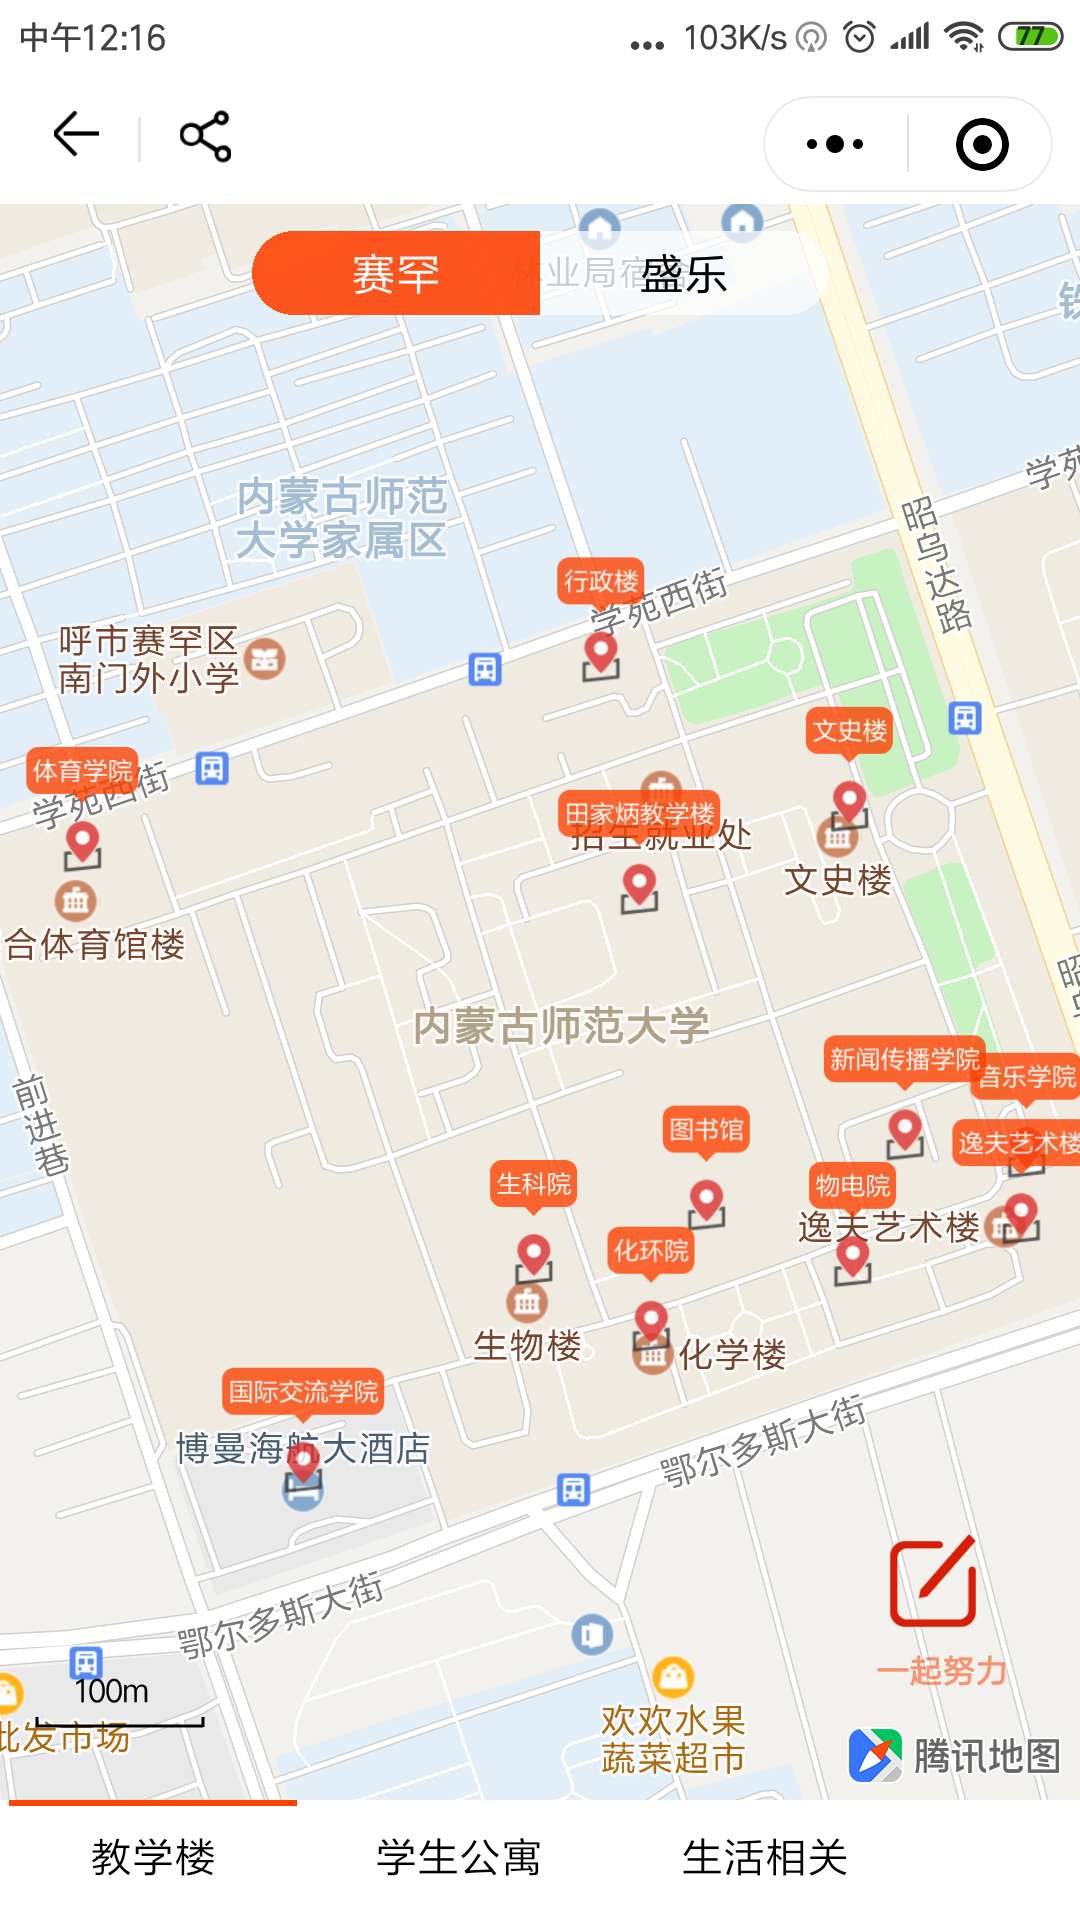 中午12:16
... 103K/s
77
赛罕
盛乐
林业局宿
铁
学苑
内蒙古师范
大学家属区
昭乌达路
行政楼
学苑西街
呼市赛罕区
南门外小学
文史楼
体育学院
学苑西街
田家炳教学楼
招生就业处
文史楼
合体育馆楼
昭乌
内蒙古师范大学
新闻传播学院
音乐学院
前进巷
图书馆
逸夫艺术楼
生科院
物电院
逸夫艺术楼
化环院
生物楼
化学楼
国际交流学院
博曼海航大酒店
鄂尔多斯大街
鄂尔多斯大街
一起努力
100m
批发市场
欢欢水果
蔬菜超市
腾讯地图
教学楼
学生公寓
生活相关